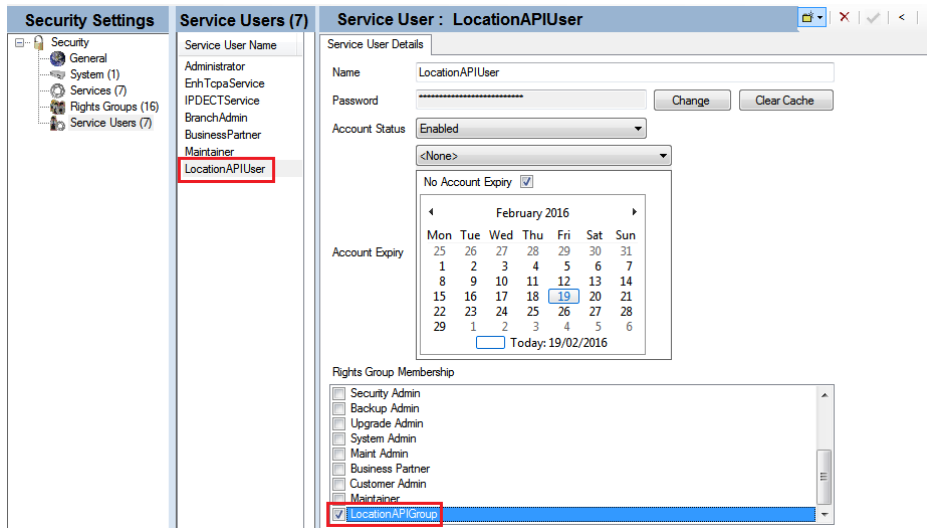 Security Settings
Security
General
System (1)
Services (7)
Rights Groups (16)
Service Users (7)
Service Users (7)
Service User Name
Administrator
EnhTcpaService
IPDECTService
BranchAdmin
BusinessPartner
Maintainer
LocationAPIUser
Service User : LocationAPIUser
Service User Details
Name LocationAPIUser
Password **************************
Change Clear Cache
Account Status Enabled
<None>
No Account Expiry
Account Expiry
February 2016
Mon Tue Wed Thu Fri Sat Sun
25 26 27 28 29 30 31
1 2 3 4 5 6 7
8 9 10 11 12 13 14
15 16 17 18 19 20 21
22 23 24 25 26 27 28
29 1 2 3 4 5 6
Today: 19/02/2016
Rights Group Membership
Security Admin
Backup Admin
Upgrade Admin
System Admin
Maint Admin
Business Partner
Customer Admin
Maintainer
LocationAPIGroup